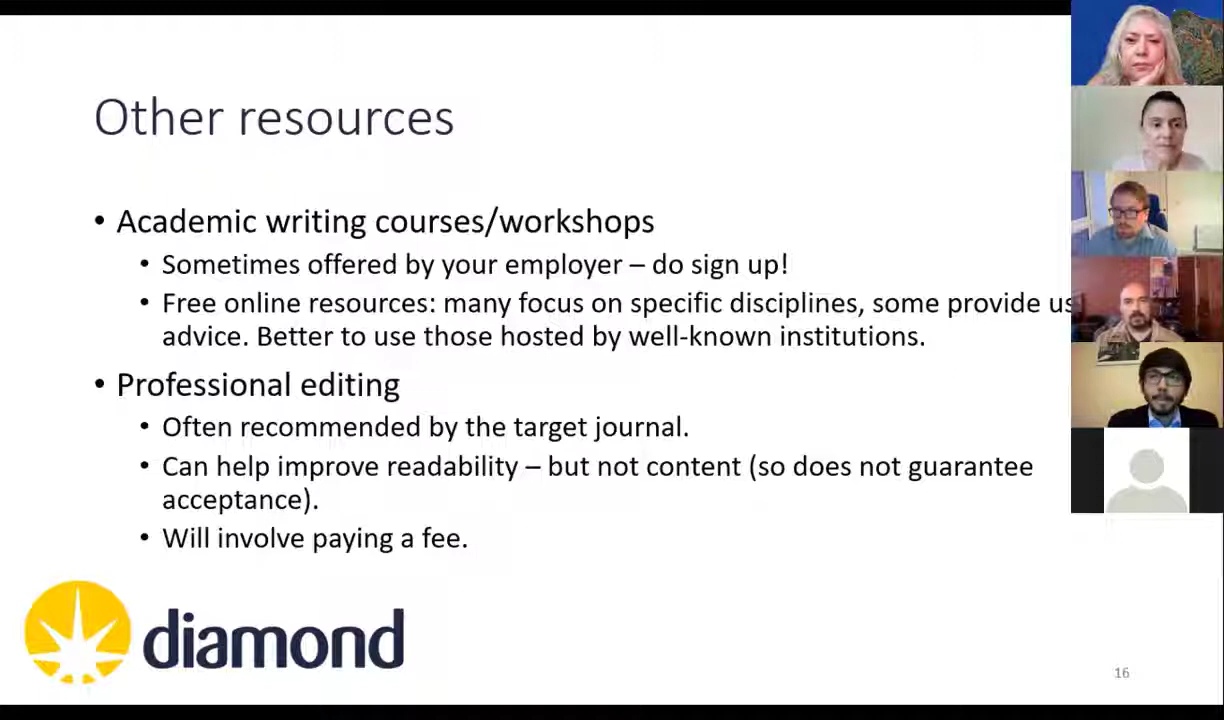 Other resources
• Academic writing courses/workshops
• Sometimes offered by your employer – do sign up!
• Free online resources: many focus on specific disciplines, some provide
advice. Better to use those hosted by well-known institutions.
• Professional editing
• Often recommended by the target journal.
• Can help improve readability – but not content (so does not guarantee
acceptance).
• Will involve paying a fee.
diamond
16